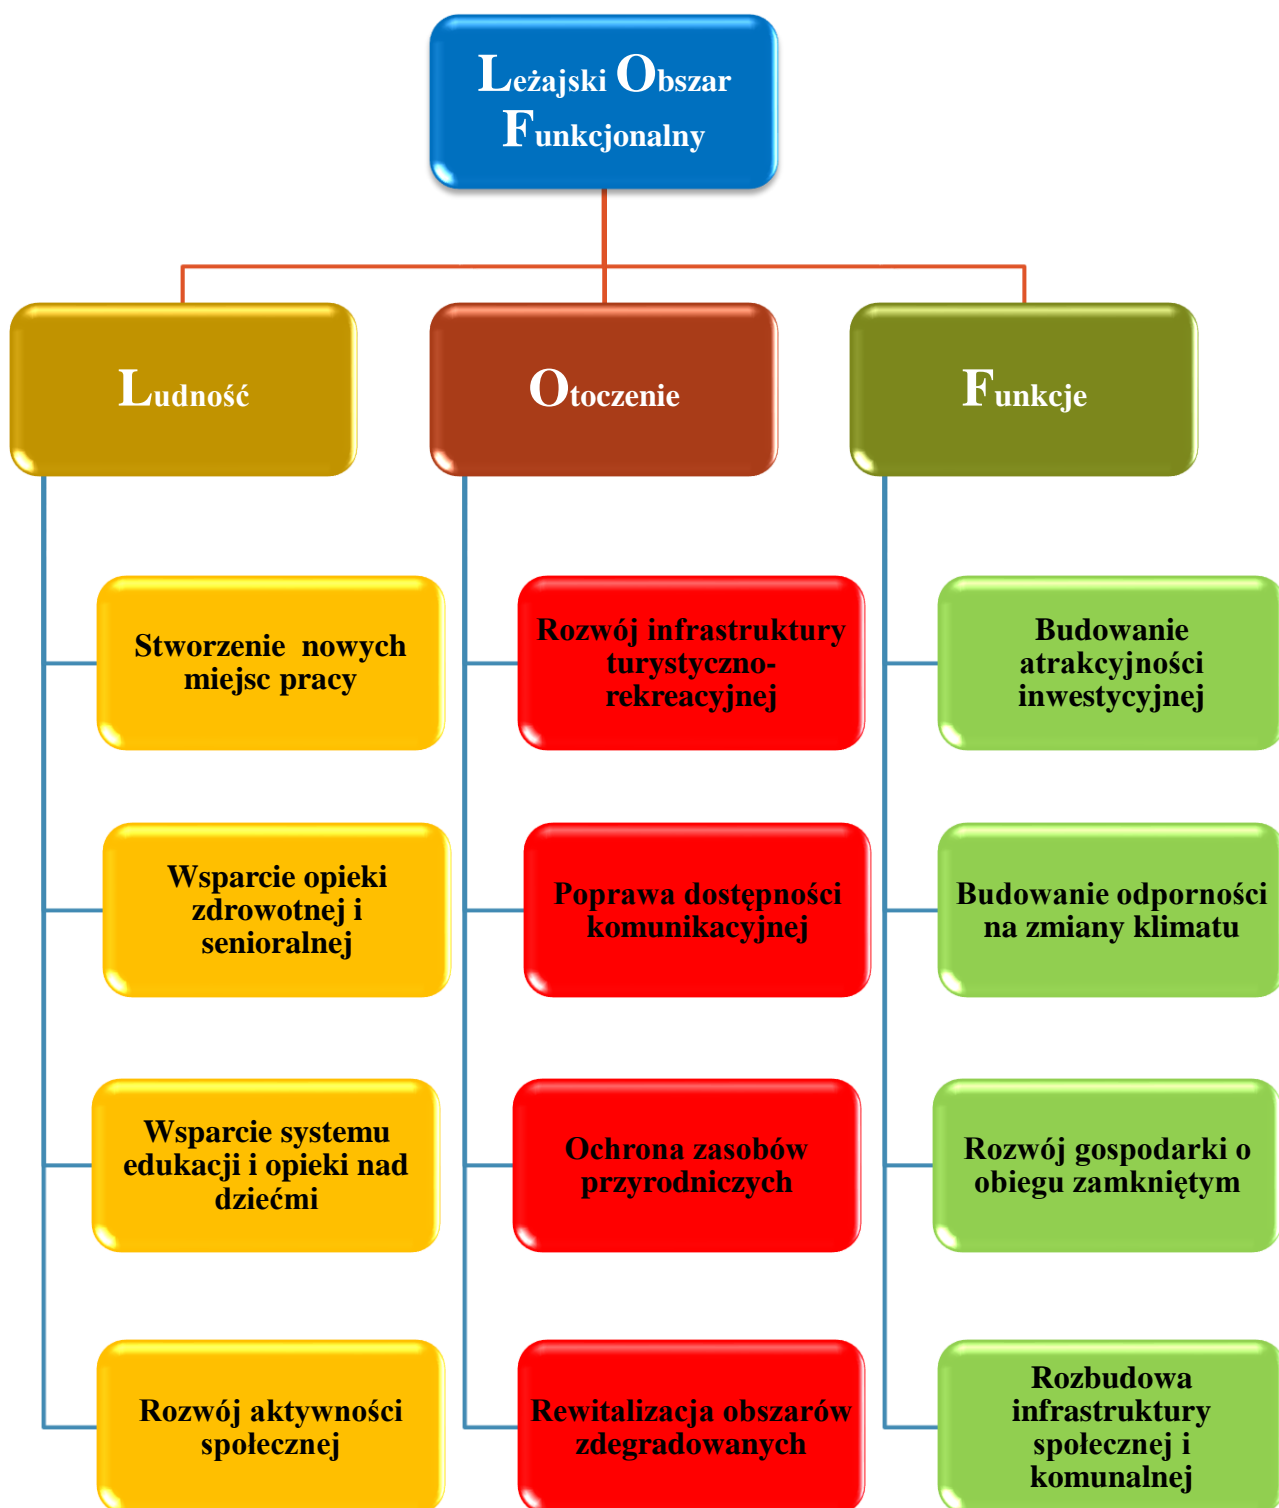 Leżajski Obszar
Funkcjonalny
Ludność
Stworzenie nowych
miejsc pracy
Wsparcie opieki
zdrowotnej i
senioralnej
Wsparcie systemu
edukacji i opieki nad
dziećmi
Rozwój aktywności
społecznej
Otoczenie
Rozwój infrastruktury
turystyczno-
rekreacyjnej
Poprawa dostępności
komunikacyjnej
Ochrona zasobów
przyrodniczych
Rewitalizacja obszarów
zdegradowanych
Funkcje
Budowanie
atrakcyjności
inwestycyjnej
Budowanie odporności
na zmiany klimatu
Rozwój gospodarki o
obiegu zamkniętym
Rozbudowa
infrastruktury
społecznej i
komunalnej